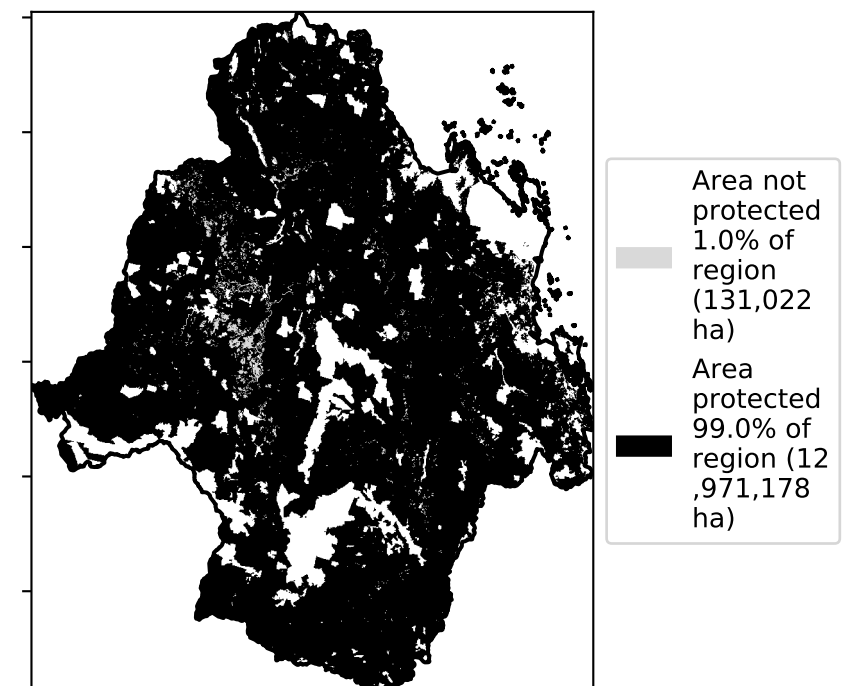 Area not
protected
1.0% of
region
(131,022
ha)
Area
protected
99.0% of
region (12
,971,178
ha)